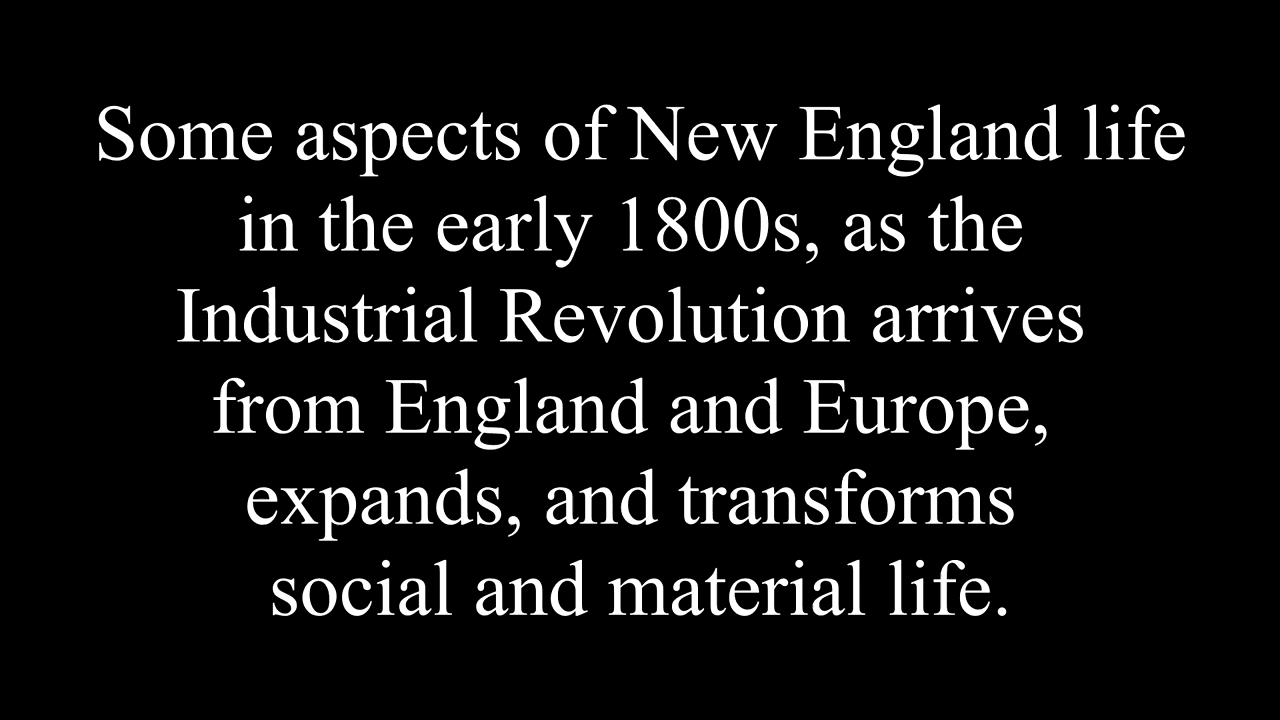 Some aspects of New England life
in the early 1800s, as the
Industrial Revolution arrives
from England and Europe,
expands, and transforms
social and material life.